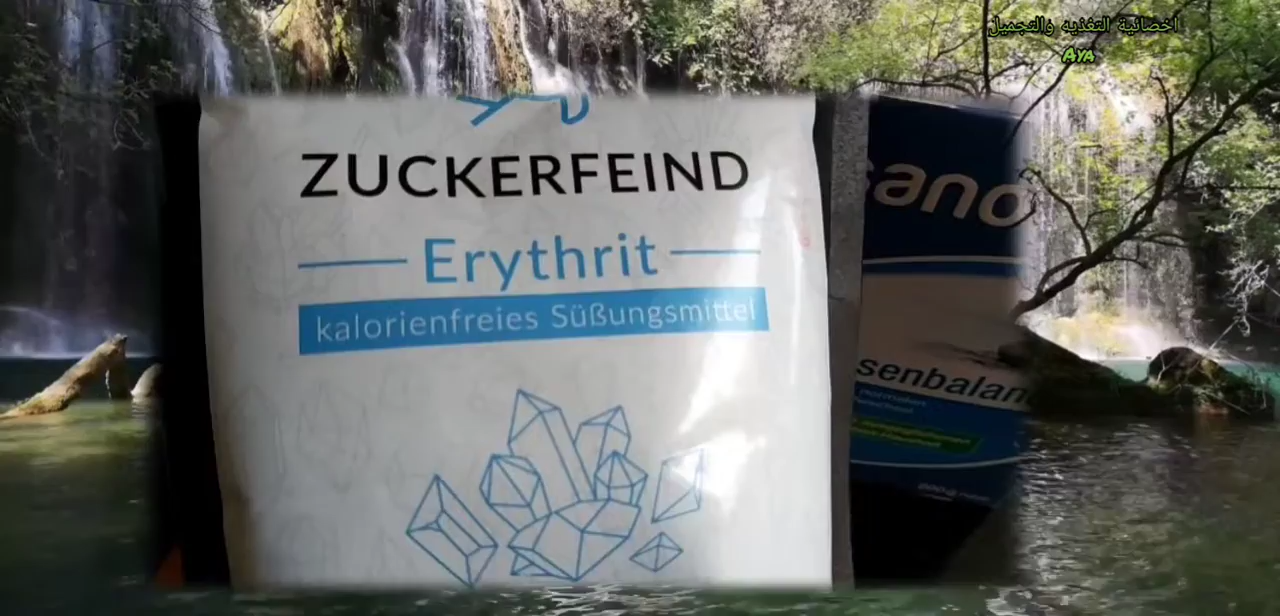 اخصائية التغذيه والتجميل
AYA
ZUCKERFEIND
Erythrit
kalorienfreies Süßungsmittel
sano
senbalan